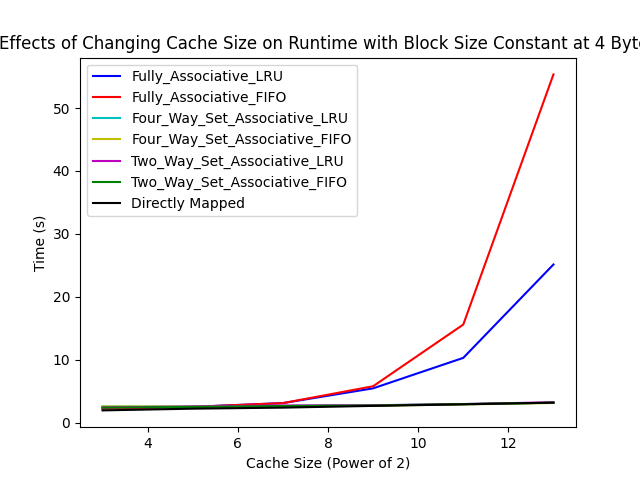 Effects of Changing Cache Size on Runtime with Block Size Constant at 4 Byte
Fully_Associative_LRU
Fully_Associative_FIFO
Four_Way_Set_Associative_LRU
Four_Way_Set_Associative_FIFO
Two_Way_Set_Associative_LRU
Two_Way_Set_Associative_FIFO
Directly Mapped
Time (s)
50
40
30
20
10
0
4 6 8 10 12
Cache Size (Power of 2)